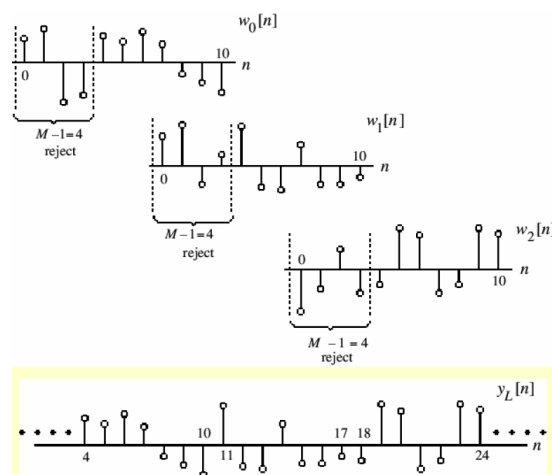 w₀[n]
10
0
n
M – 1 = 4
reject
w₁[n]
10
0
n
M – 1 = 4
reject
w₂[n]
0
10
n
M – 1 = 4
reject
y_L[n]
10
17
18
4
11
24
n